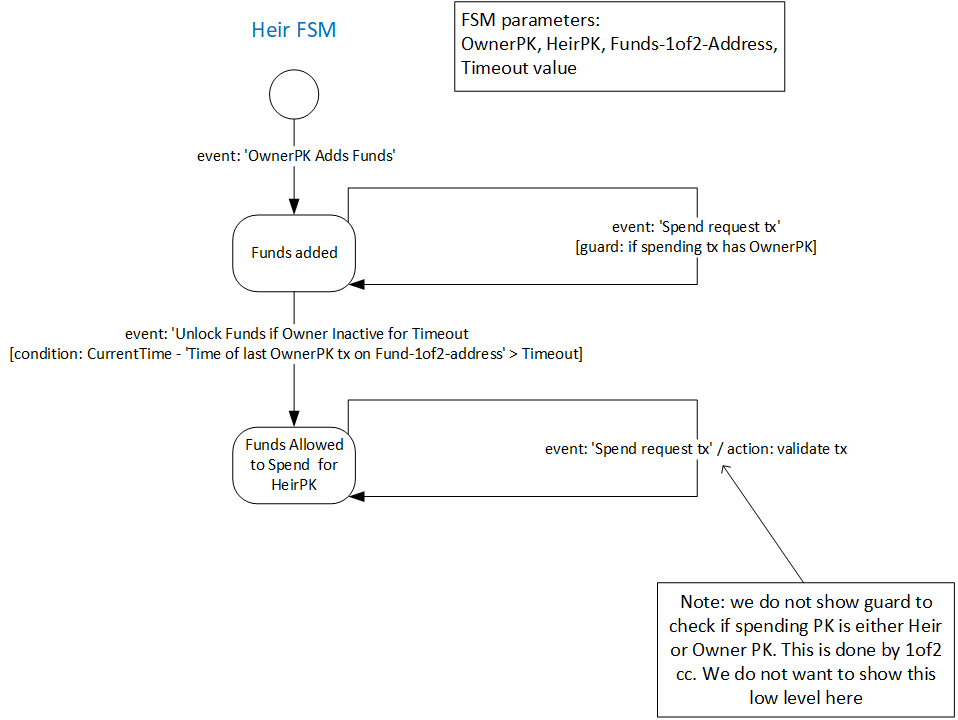 Heir FSM
FSM parameters:
OwnerPK, HeirPK, Funds-1of2-Address,
Timeout value
event: 'OwnerPK Adds Funds'
Funds added
event: 'Spend request tx'
[guard: if spending tx has OwnerPK]
event: 'Unlock Funds if Owner Inactive for Timeout
[condition: CurrentTime - 'Time of last OwnerPK tx on Fund-1of2-address' > Timeout]
Funds Allowed
to Spend for
HeirPK
event: 'Spend request tx' / action: validate tx
Note: we do not show guard to
check if spending PK is either Heir
or Owner PK. This is done by 1of2
cc. We do not want to show this
low level here